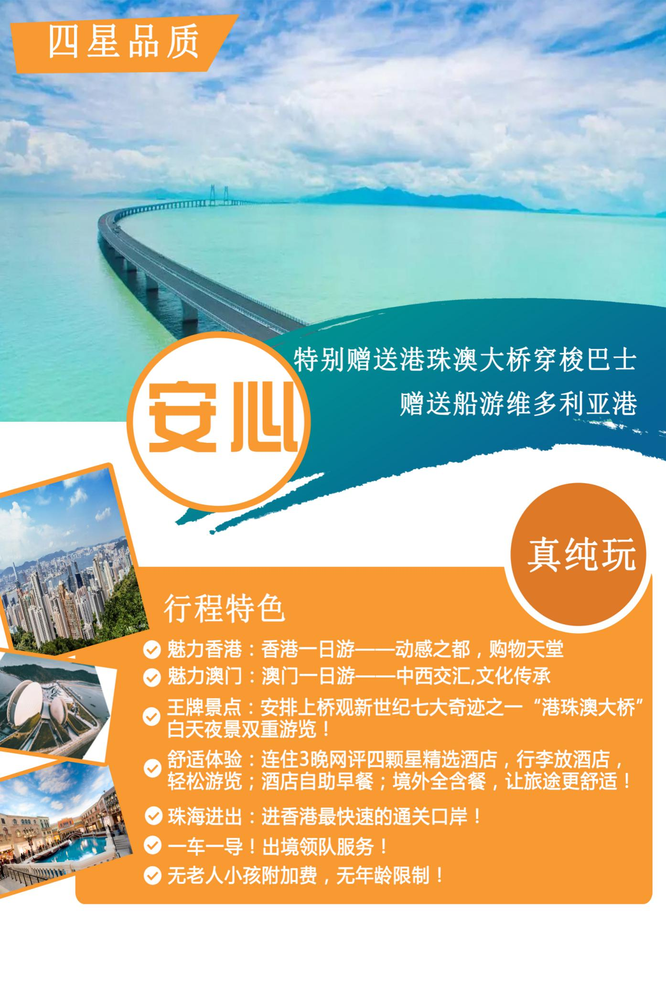 四星品质
特别赠送港珠澳大桥穿梭巴士
赠送船游维多利亚港
安心
真纯玩
行程特色
魅力香港：香港一日游——动感之都，购物天堂
魅力澳门：澳门一日游——中西交汇,文化传承
王牌景点：安排上桥观新世纪七大奇迹之一“港珠澳大桥”
白天夜景双重游览！
舒适体验：连住3晚网评四颗星精选酒店，行李放酒店，
轻松游览；酒店自助早餐；境外全含餐，让旅途更舒适！
珠海进出：进香港最快速的通关口岸！
一车一导！出境领队服务！
无老人小孩附加费，无年龄限制！